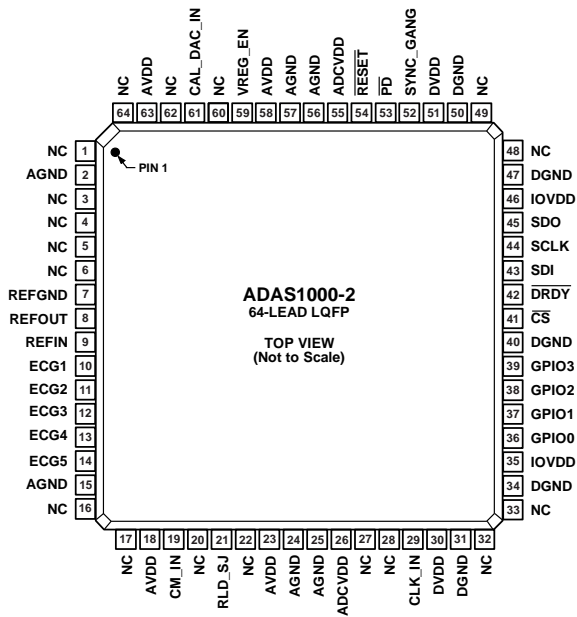 NC
AVDD
NC
CAL_DAC_IN
NC
VREG_EN
AVDD
AGND
AGND
ADCVDD
RESET
PD
SYNC_GANG
DVDD
DGND
NC
64 63 62 61 60 59 58 57 56 55 54 53 52 51 50 49
PIN 1
NC 1
AGND 2
NC 3
NC 4
NC 5
NC 6
REFGND 7
REFOUT 8
REFIN 9
ECG1 10
ECG2 11
ECG3 12
ECG4 13
ECG5 14
AGND 15
NC 16
ADAS1000-2
64-LEAD LQFP
TOP VIEW
(Not to Scale)
48 NC
47 DGND
46 IOVDD
45 SDO
44 SCLK
43 SDI
42 DRDY
41 CS
40 DGND
39 GPIO3
38 GPIO2
37 GPIO1
36 GPIO0
35 IOVDD
34 DGND
33 NC
17 18 19 20 21 22 23 24 25 26 27 28 29 30 31 32
NC
AVDD
CM_IN
NC
RLD_SJ
NC
AVDD
AGND
AGND
ADCVDD
NC
NC
CLK_IN
DVDD
DGND
NC